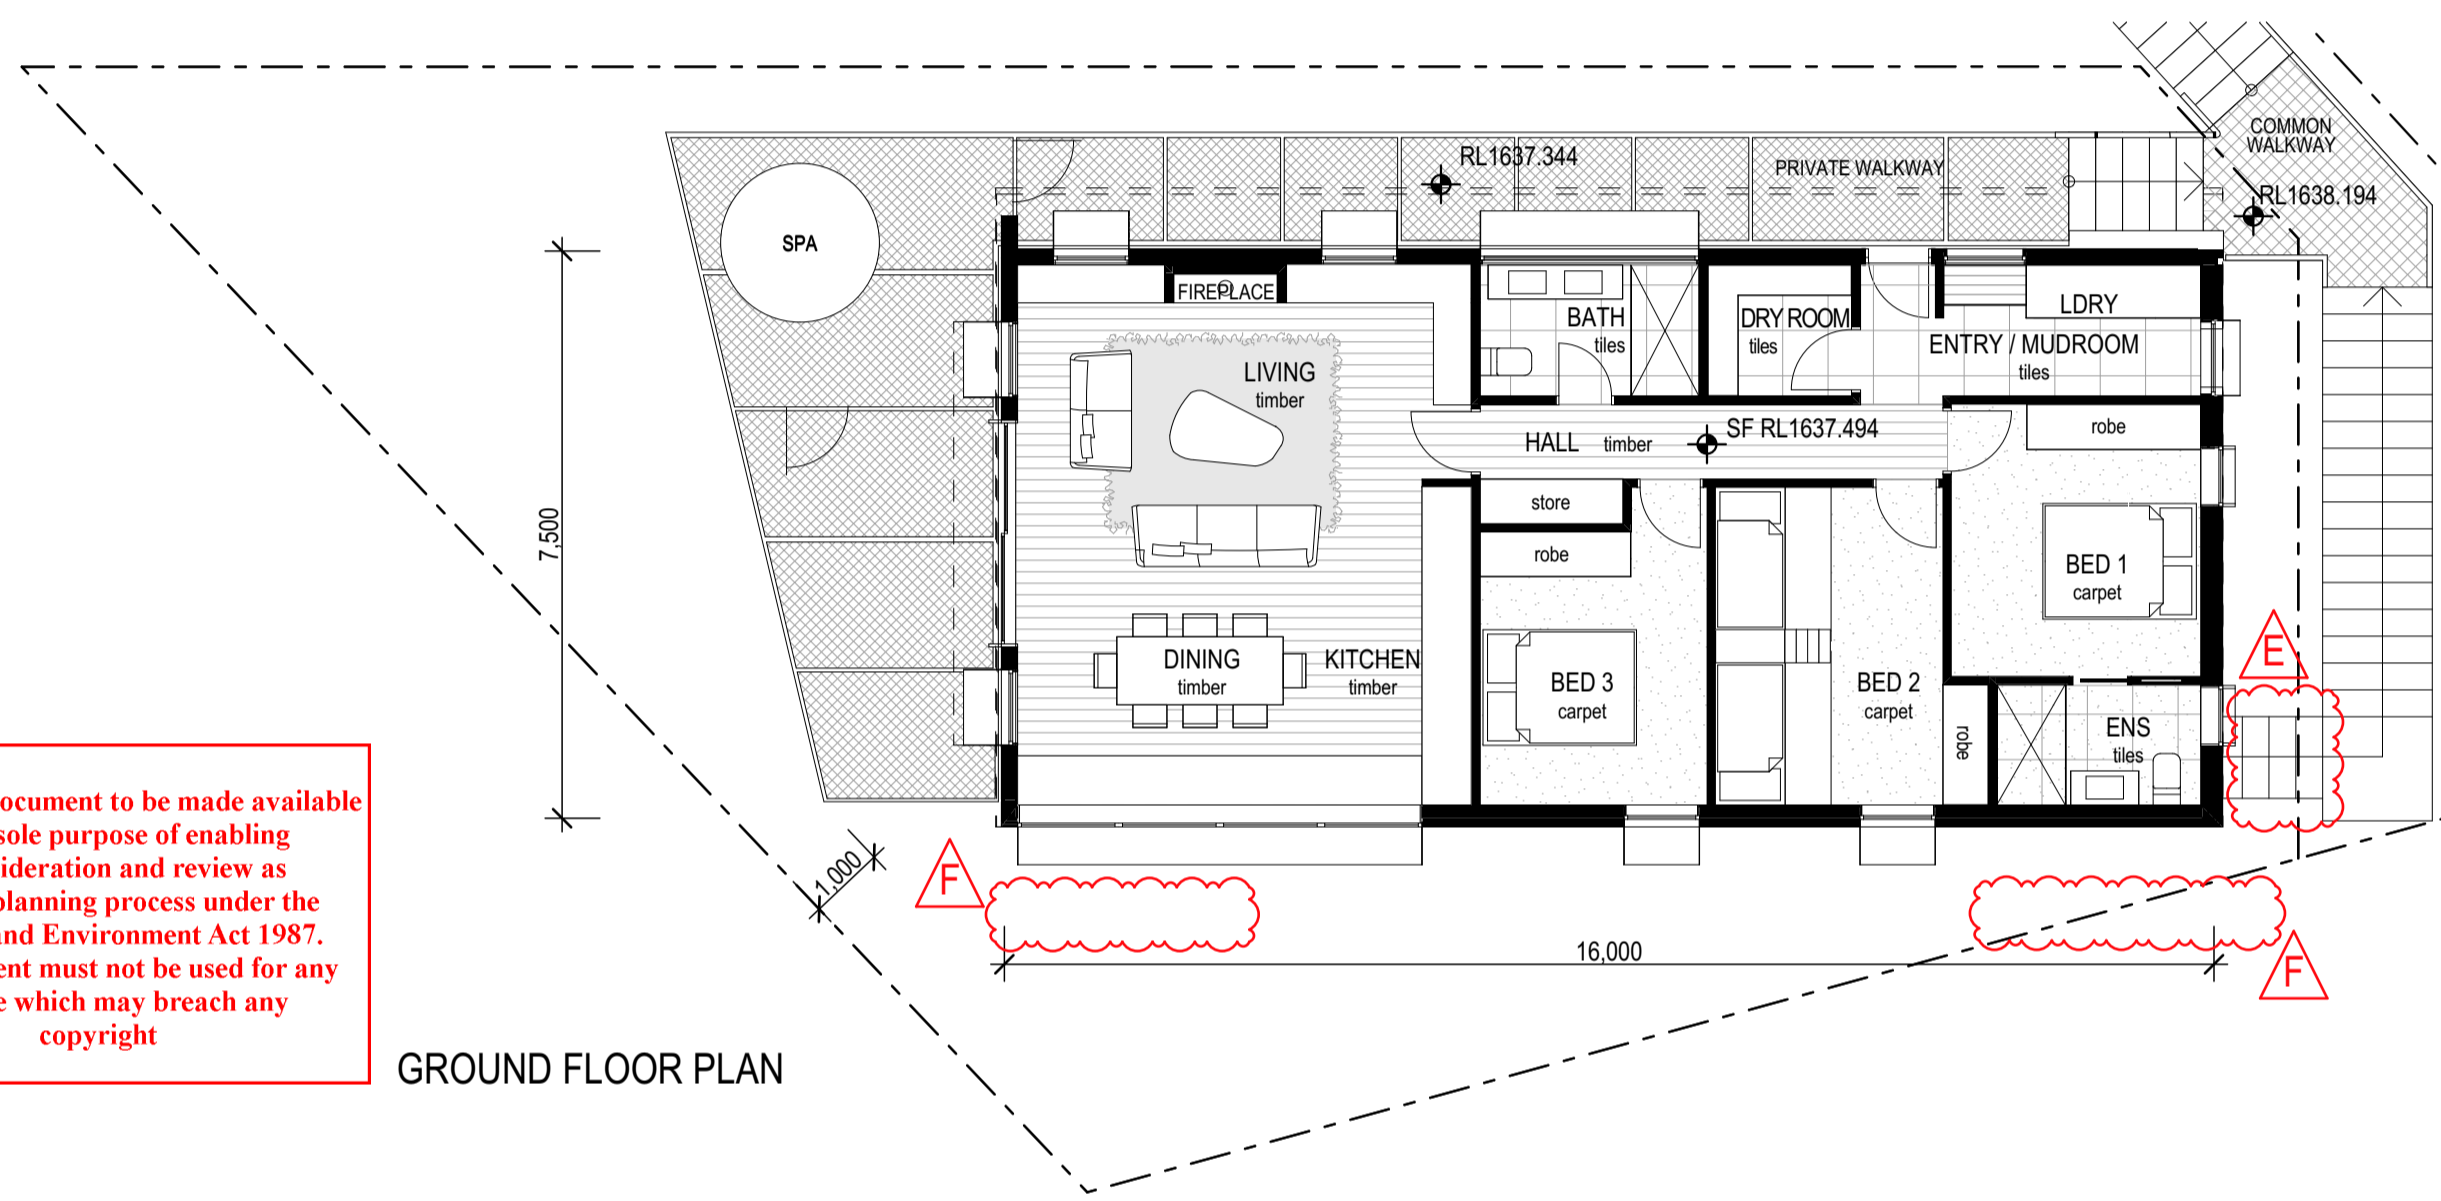 COMMON
WALKWAY
RL1637.344
PRIVATE WALKWAY
RL1638.194
SPA
FIREPLACE
BATH
tiles
DRY ROOM
tiles
LDRY
ENTRY / MUDROOM
tiles
LIVING
timber
HALL timber
SF RL1637.494
robe
store
robe
7,500
BED 1
carpet
E
DINING
timber
KITCHEN
timber
BED 3
carpet
BED 2
carpet
robe
ENS
tiles
1,000
F
16,000
F
ocument to be made available
sole purpose of enabling
ideration and review as
planning process under the
and Environment Act 1987.
ent must not be used for any
e which may breach any
copyright
GROUND FLOOR PLAN